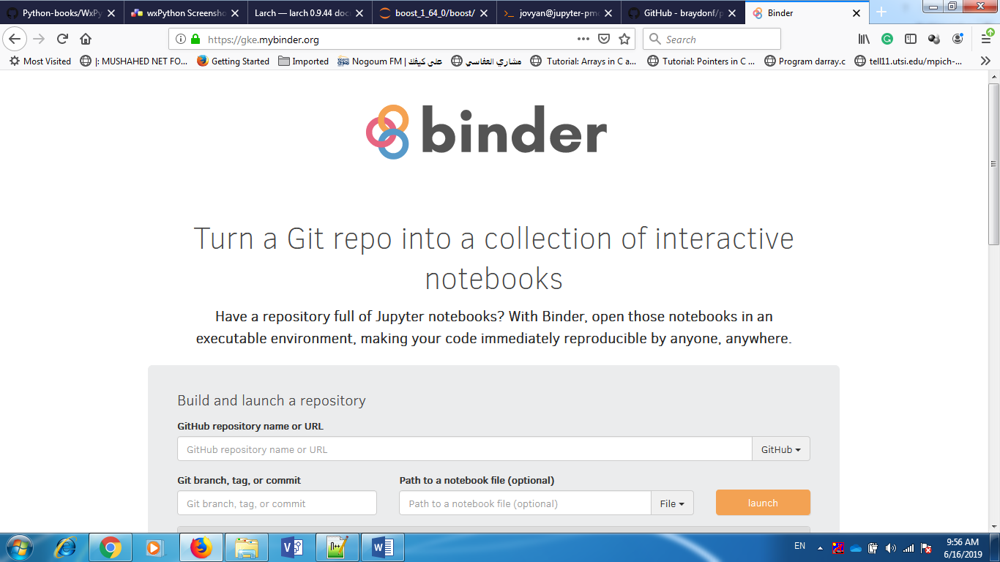 Python-books/WxPy
wxPython Screensho
Larch — larch 0.9.44 doc
boost_1_64_0/boost/
jovyan@jupyter-pm
GitHub - braydonf/p
Binder
https://gke.mybinder.org
Search
Most Visited
|: MUSHAHED NET FO...
Getting Started
Imported
Nogoum FM | على كيفك
مشاري العفاسي
Tutorial: Arrays in C a...
Tutorial: Pointers in C ...
Program darray.c
tell11.utsi.edu/mpich-...
binder
Turn a Git repo into a collection of interactive
notebooks
Have a repository full of Jupyter notebooks? With Binder, open those notebooks in an
executable environment, making your code immediately reproducible by anyone, anywhere.
Build and launch a repository
GitHub repository name or URL
GitHub repository name or URL
GitHub
Git branch, tag, or commit
Path to a notebook file (optional)
Git branch, tag, or commit
Path to a notebook file (optional)
File
launch
EN
9:56 AM
6/16/2019